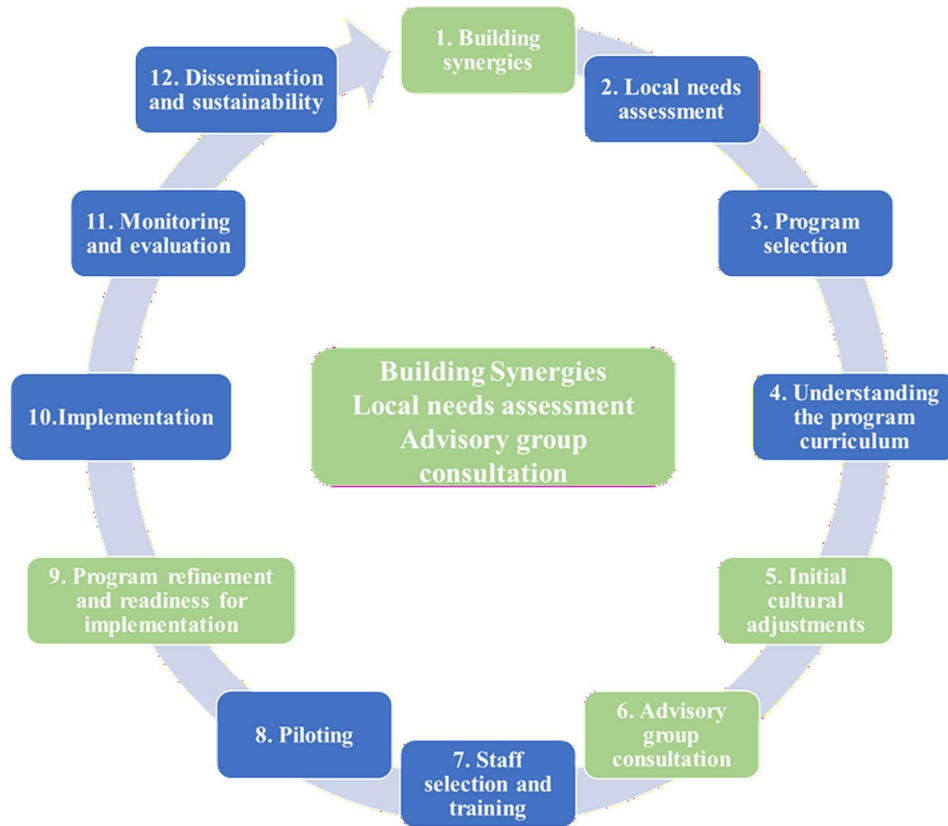 1. Building
synergies
2. Local needs
assessment
3. Program
selection
4. Understanding
the program
curriculum
5. Initial
cultural
adjustments
6. Advisory
group
consultation
7. Staff
selection and
training
8. Piloting
9. Program refinement
and readiness for
implementation
10.Implementation
11. Monitoring
and evaluation
12. Dissemination
and sustainability
Building Synergies
Local needs assessment
Advisory group
consultation